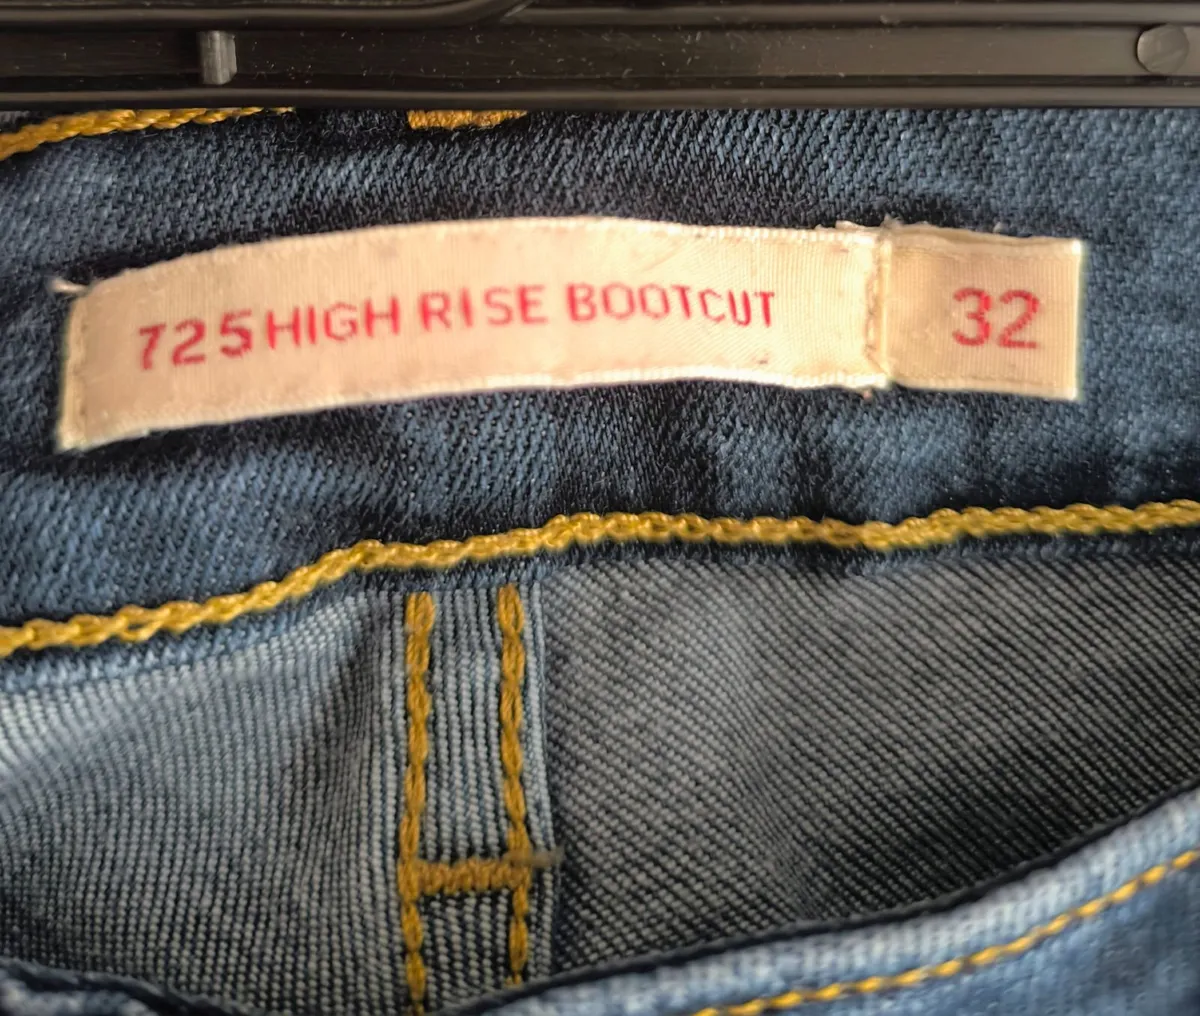 725 HIGH RISE BOOTCUT 32